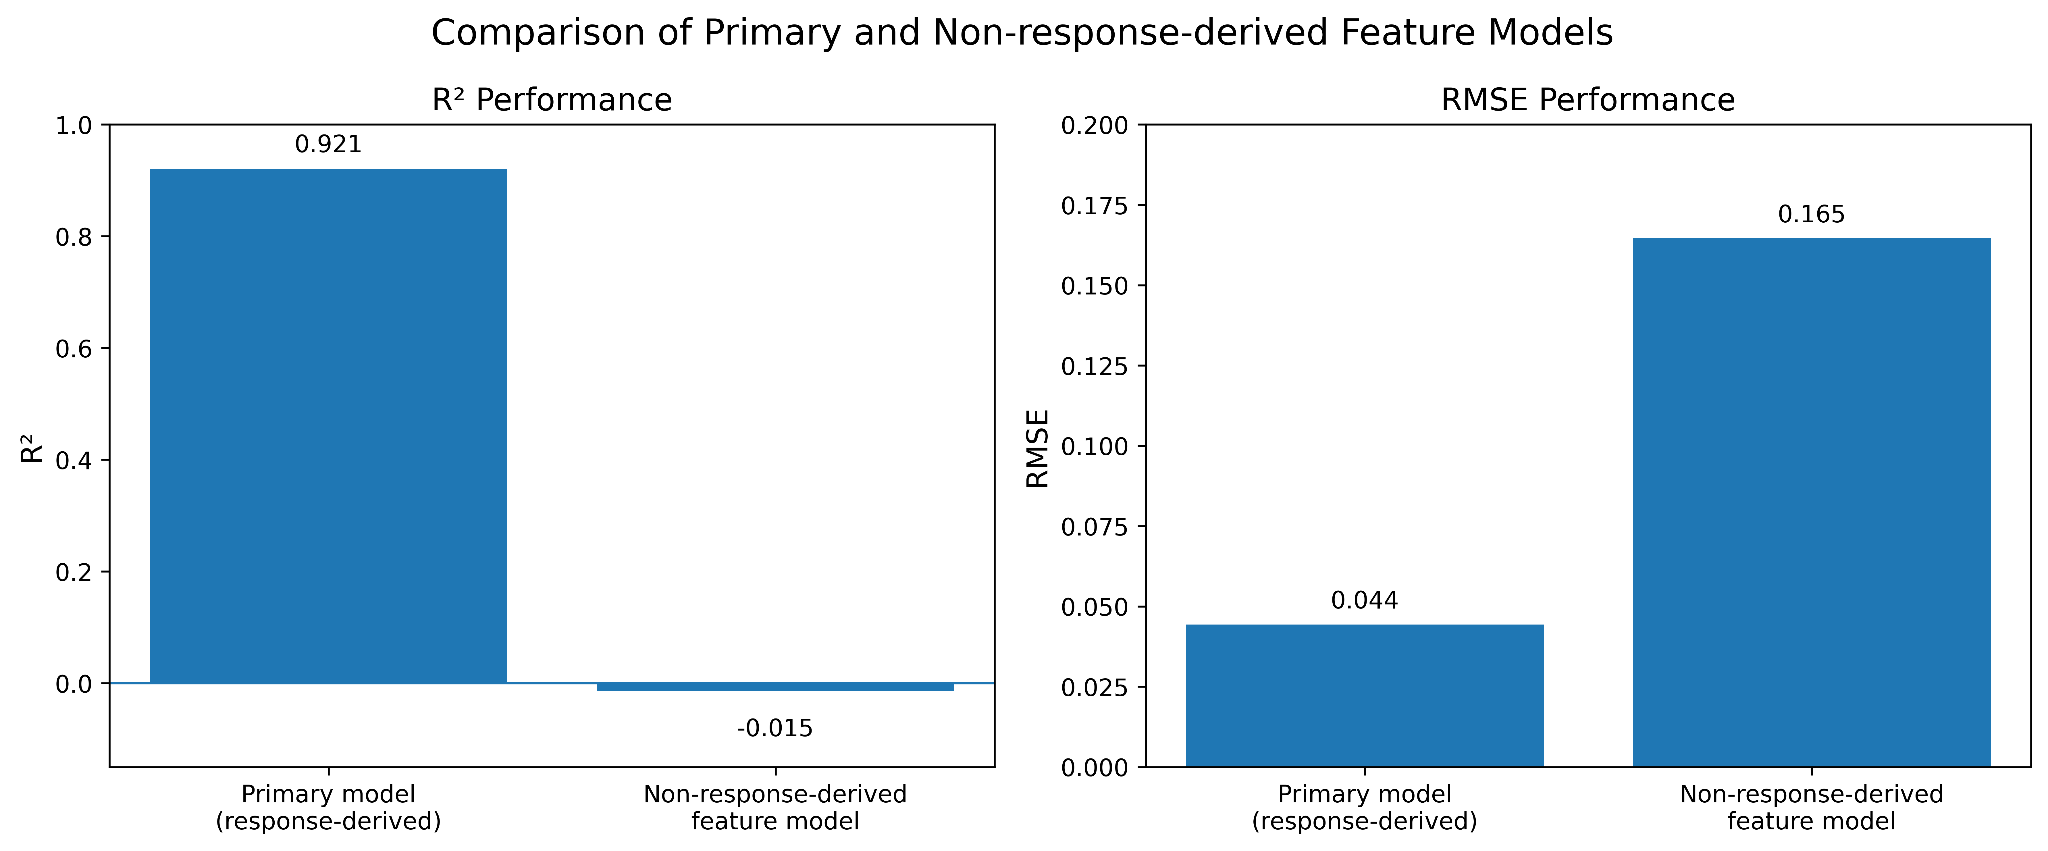 Comparison of Primary and Non-response-derived Feature Models
R² Performance
1.0
0.8
0.6
0.4
0.2
0.0
R²
0.921
-0.015
Primary model
(response-derived)
Non-response-derived
feature model
RMSE Performance
0.200
0.175
0.150
0.125
0.100
0.075
0.050
0.025
0.000
RMSE
0.044
0.165
Primary model
(response-derived)
Non-response-derived
feature model